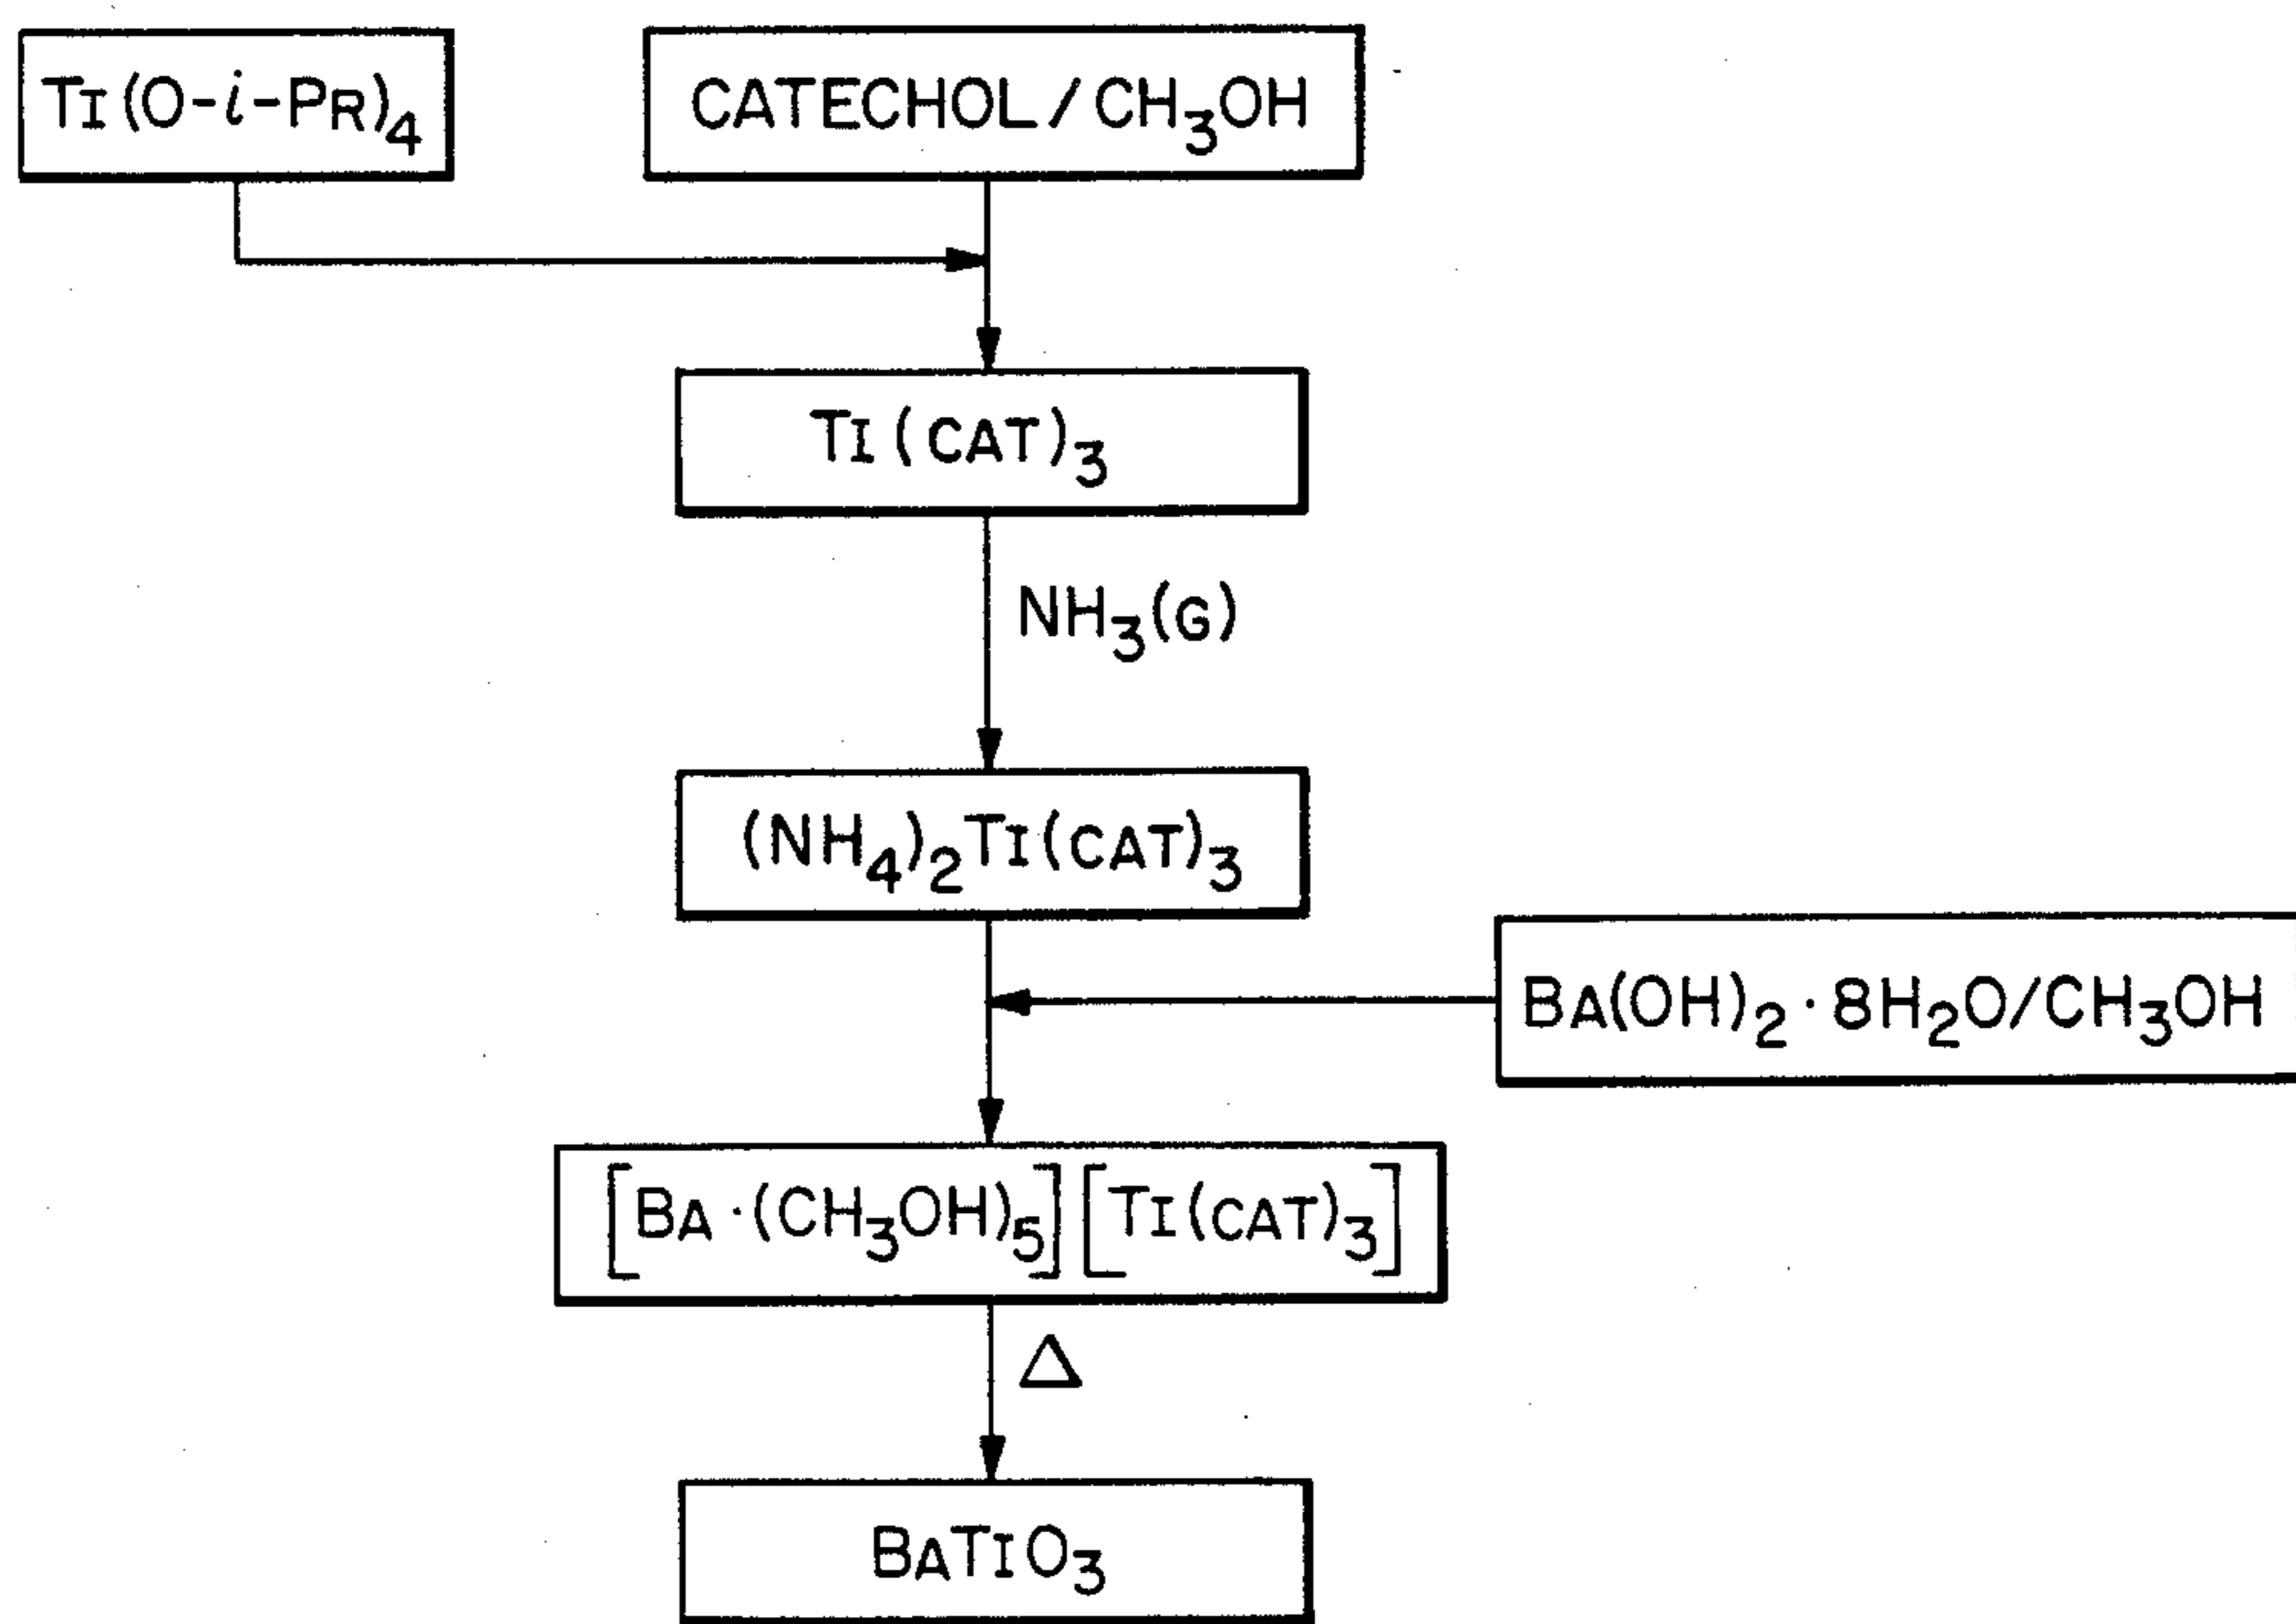 TI(O-i-PR)₄
CATECHOL/CH₃OH
TI(CAT)₃
NH₃(G)
(NH₄)₂TI(CAT)₃
BA(OH)₂·8H₂O/CH₃OH
[BA·(CH₃OH)₅][TI(CAT)₃]
Δ
BATIO₃